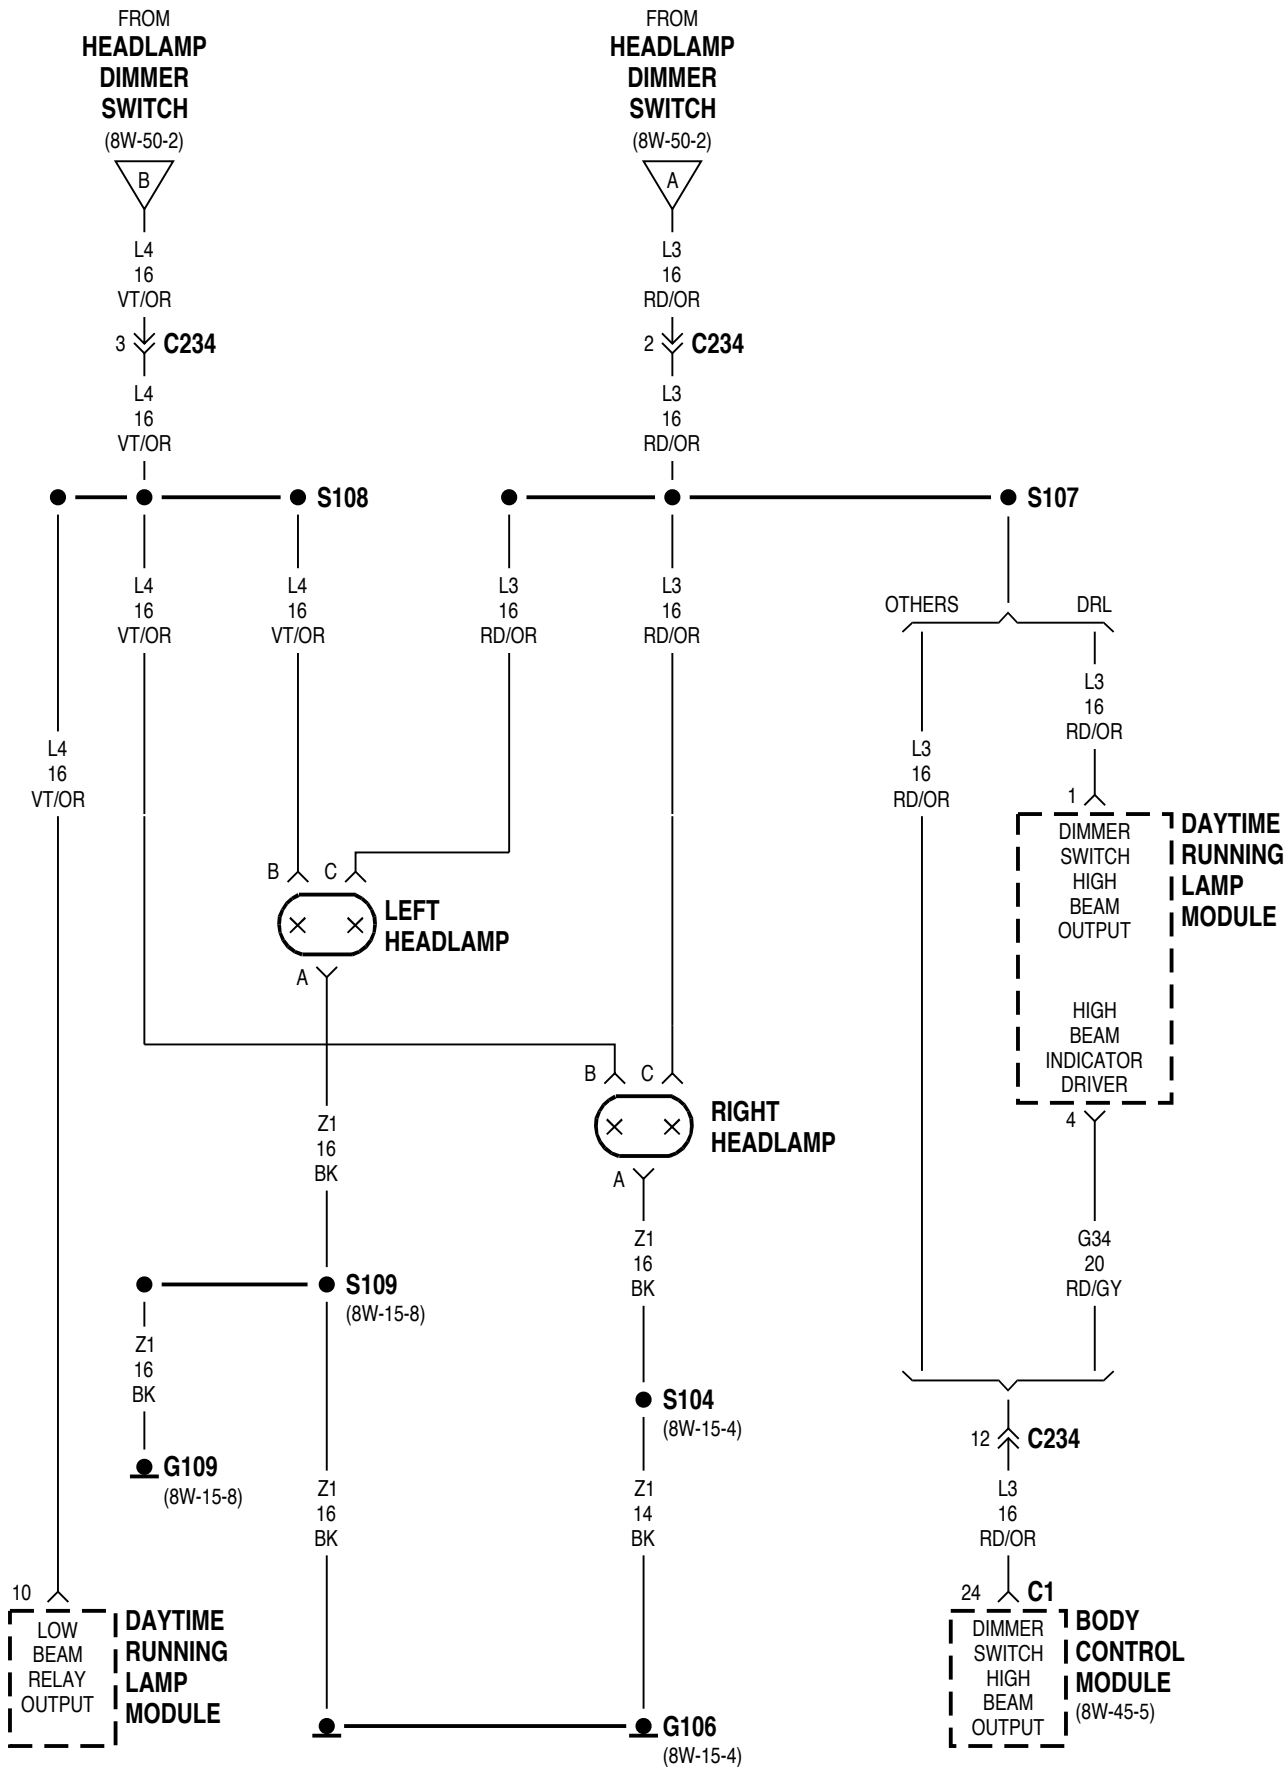 FROM
HEADLAMP
DIMMER
SWITCH
(8W-50-2)
B
L4
16
VT/OR
3
C234
L4
16
VT/OR
FROM
HEADLAMP
DIMMER
SWITCH
(8W-50-2)
A
L3
16
RD/OR
2
C234
L3
16
RD/OR
S108
S107
L4
16
VT/OR
L4
16
VT/OR
L3
16
RD/OR
L3
16
RD/OR
OTHERS
DRL
L3
16
RD/OR
L4
16
VT/OR
L3
16
RD/OR
1
DIMMER
SWITCH
HIGH
BEAM
OUTPUT
DAYTIME
RUNNING
LAMP
MODULE
B
C
LEFT
HEADLAMP
A
HIGH
BEAM
INDICATOR
DRIVER
4
B
C
RIGHT
HEADLAMP
A
Z1
16
BK
Z1
16
BK
G34
20
RD/GY
S109
(8W-15-8)
Z1
16
BK
S104
(8W-15-4)
G109
(8W-15-8)
12
C234
Z1
16
BK
Z1
14
BK
L3
16
RD/OR
10
LOW
BEAM
RELAY
OUTPUT
DAYTIME
RUNNING
LAMP
MODULE
24
C1
DIMMER
SWITCH
HIGH
BEAM
OUTPUT
BODY
CONTROL
MODULE
(8W-45-5)
G106
(8W-15-4)